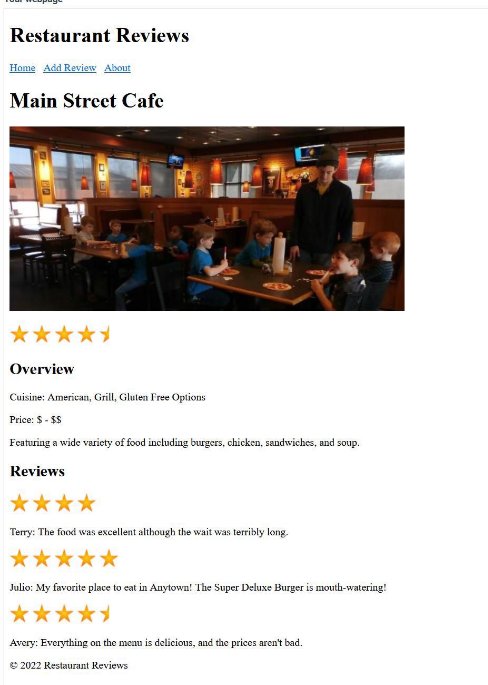 Your webpage
Restaurant Reviews
Home Add Review About
Main Street Cafe
Overview
Cuisine: American, Grill, Gluten Free Options
Price: $ - $$
Featuring a wide variety of food including burgers, chicken, sandwiches, and soup.
Reviews
Terry: The food was excellent although the wait was terribly long.
Julio: My favorite place to eat in Anytown! The Super Deluxe Burger is mouth-watering!
Avery: Everything on the menu is delicious, and the prices aren't bad.
© 2022 Restaurant Reviews